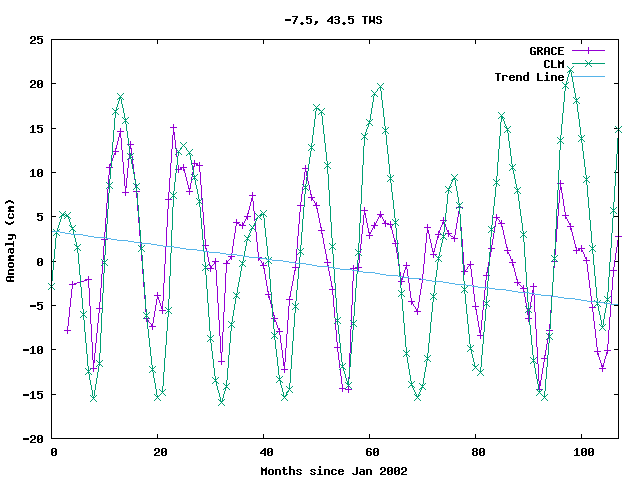 -7.5, 43.5 TWS
25
20
15
10
5
0
-5
-10
-15
-20
Anomaly (cm)
GRACE
CLM
Trend Line
0 20 40 60 80 100
Months since Jan 2002